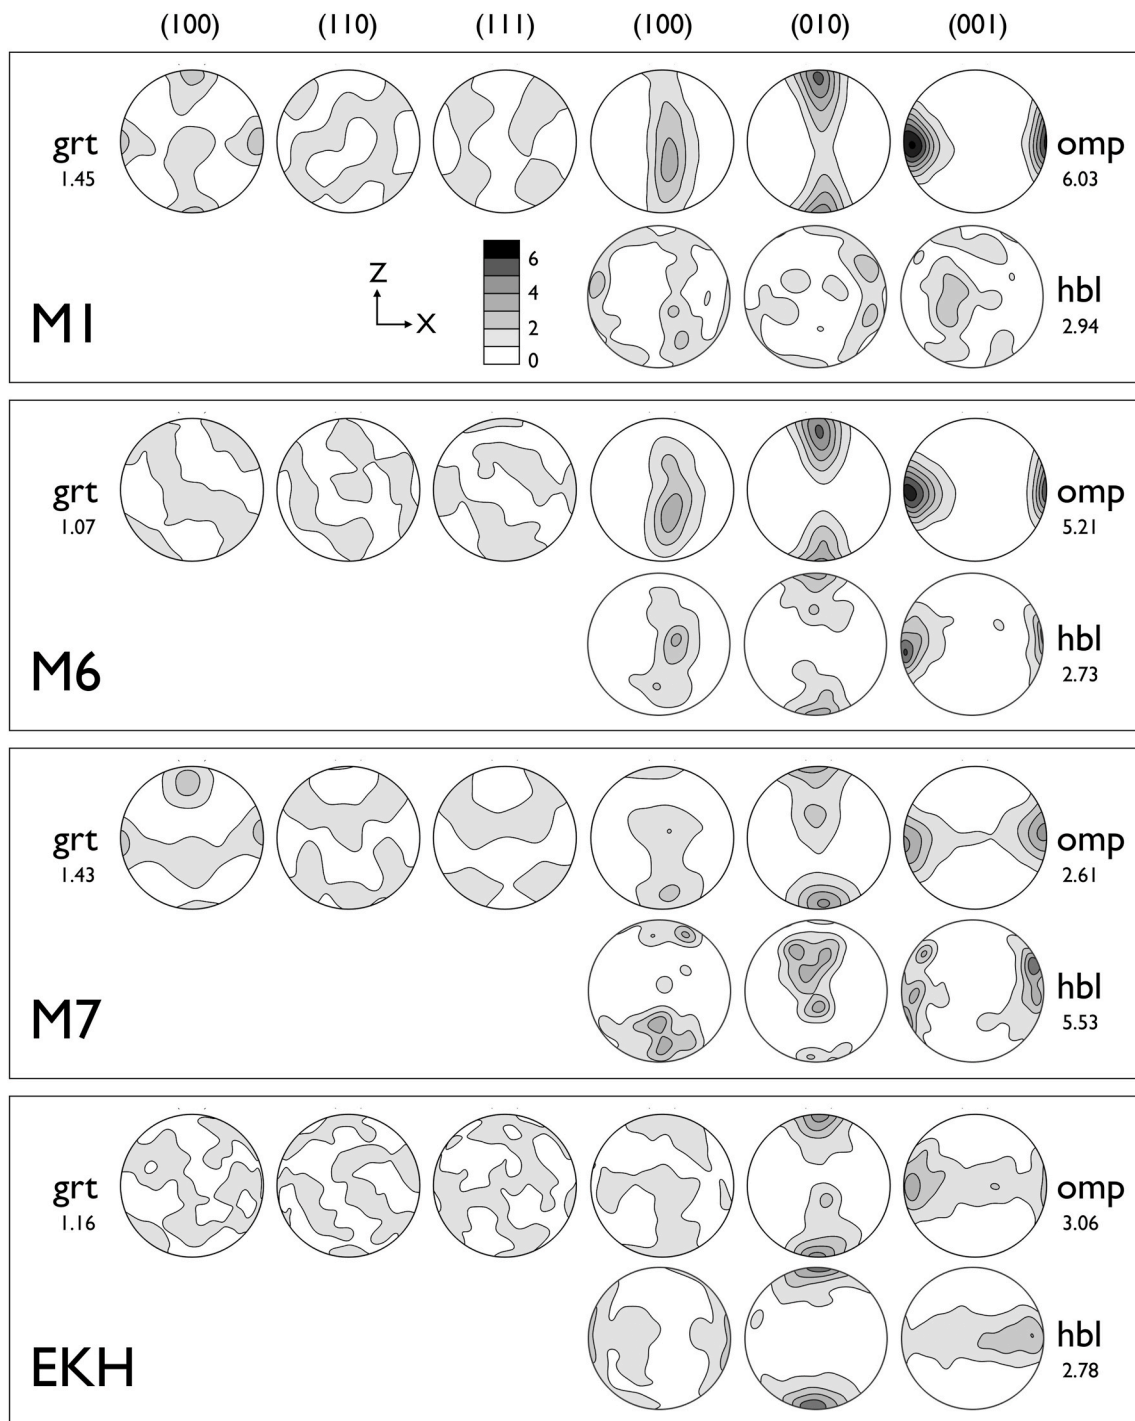 (100) (110) (111) (100) (010) (001)
grt omp
1.45 6.03
Z
X
6
4
2
0
hbl
2.94
M1
grt omp
1.07 5.21
hbl
2.73
M6
grt omp
1.43 2.61
hbl
5.53
M7
grt omp
1.16 3.06
hbl
2.78
EKH